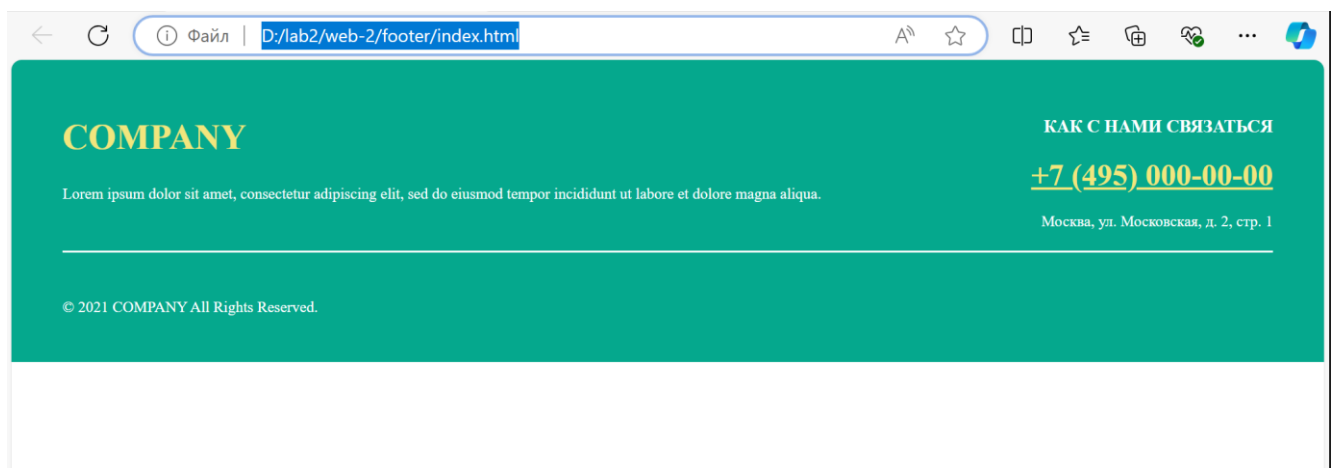 Файл | D:/lab2/web-2/footer/index.html
COMPANY
Lorem ipsum dolor sit amet, consectetur adipiscing elit, sed do eiusmod tempor incididunt ut labore et dolore magna aliqua.
КАК С НАМИ СВЯЗАТЬСЯ
+7 (495) 000-00-00
Москва, ул. Московская, д. 2, стр. 1
© 2021 COMPANY All Rights Reserved.